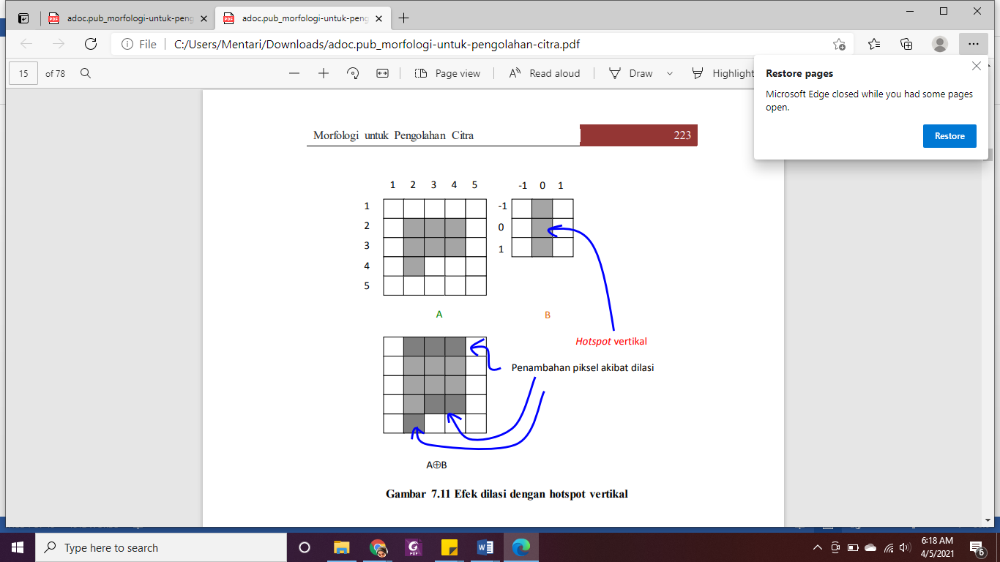 adoc.pub_morfologi-untuk-peng
adoc.pub_morfologi-untuk-peng
File
C:/Users/Mentari/Downloads/adoc.pub_morfologi-untuk-pengolahan-citra.pdf
15 of 78
Page view
Read aloud
Draw
Highlight
Restore pages
Microsoft Edge closed while you had some pages
open.
Restore
Morfologi untuk Pengolahan Citra 223
1 2 3 4 5
-1 0 1
1
2
3
4
5
-1
0
1
A
B
Hotspot vertikal
Penambahan piksel akibat dilasi
A⊕B
Gambar 7.11 Efek dilasi dengan hotspot vertikal
Type here to search
6:18 AM
4/5/2021
6